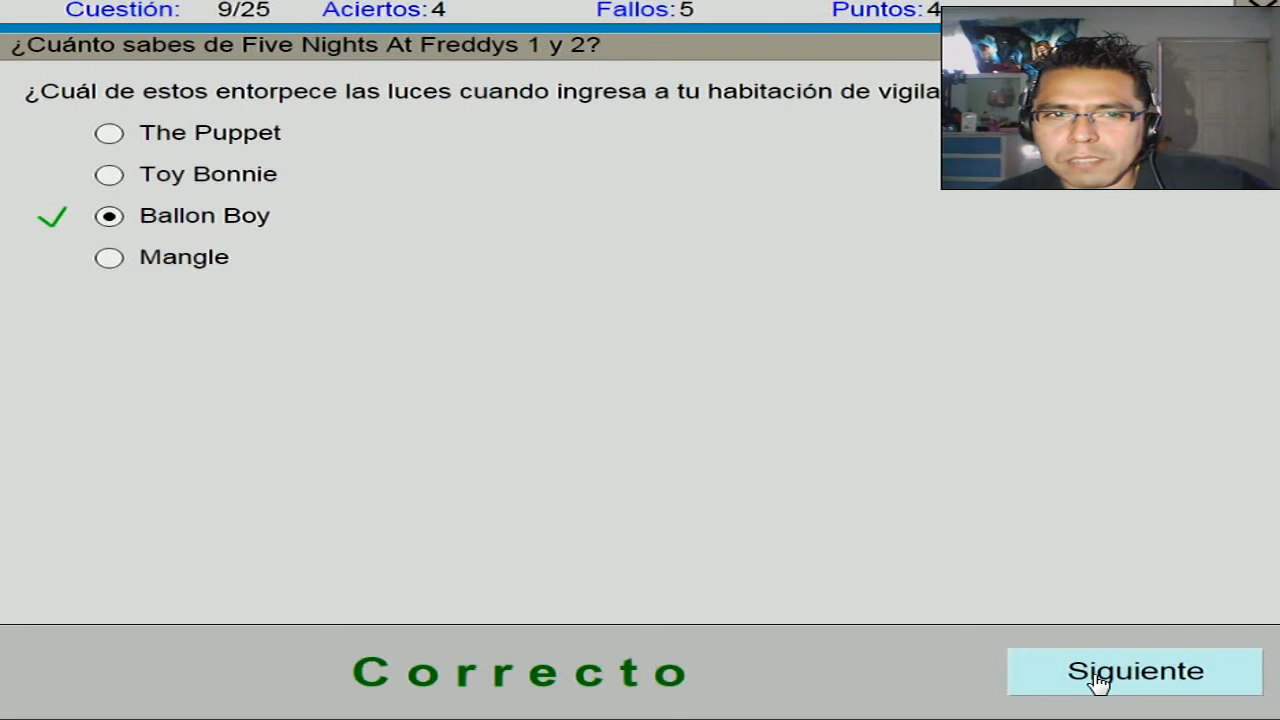 Cuestión: 9/25 Aciertos:4 Fallos:5 Puntos:4
¿Cuánto sabes de Five Nights At Freddys 1 y 2?
¿Cuál de estos entorpece las luces cuando ingresa a tu habitación de vigila
The Puppet
Toy Bonnie
Ballon Boy
Mangle
Correcto
Siguiente